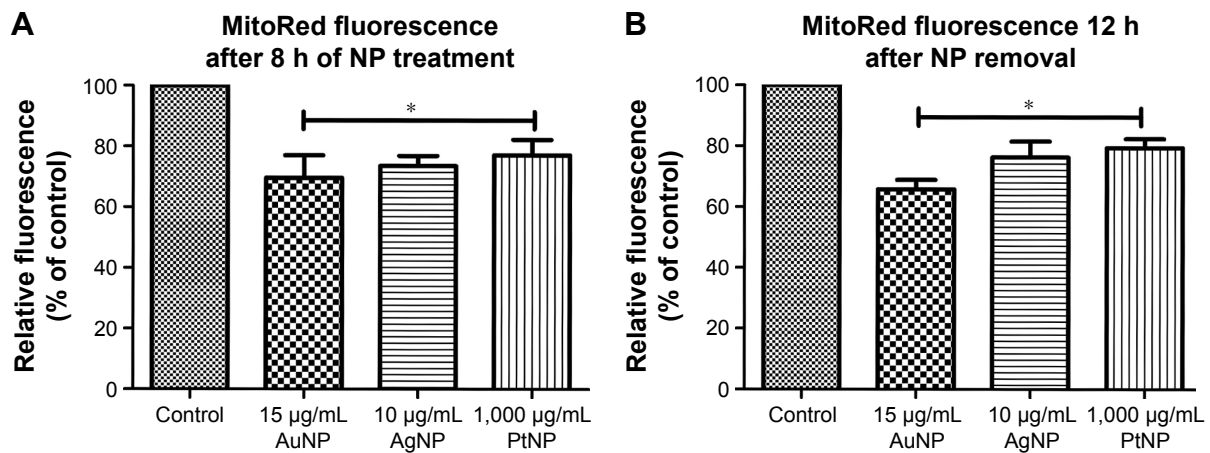 A
MitoRed fluorescence
after 8 h of NP treatment
Relative fluorescence
(% of control)
100
80
60
40
20
0
*
Control
15 µg/mL
AuNP
10 µg/mL
AgNP
1,000 µg/mL
PtNP
B
MitoRed fluorescence 12 h
after NP removal
Relative fluorescence
(% of control)
100
80
60
40
20
0
*
Control
15 µg/mL
AuNP
10 µg/mL
AgNP
1,000 µg/mL
PtNP